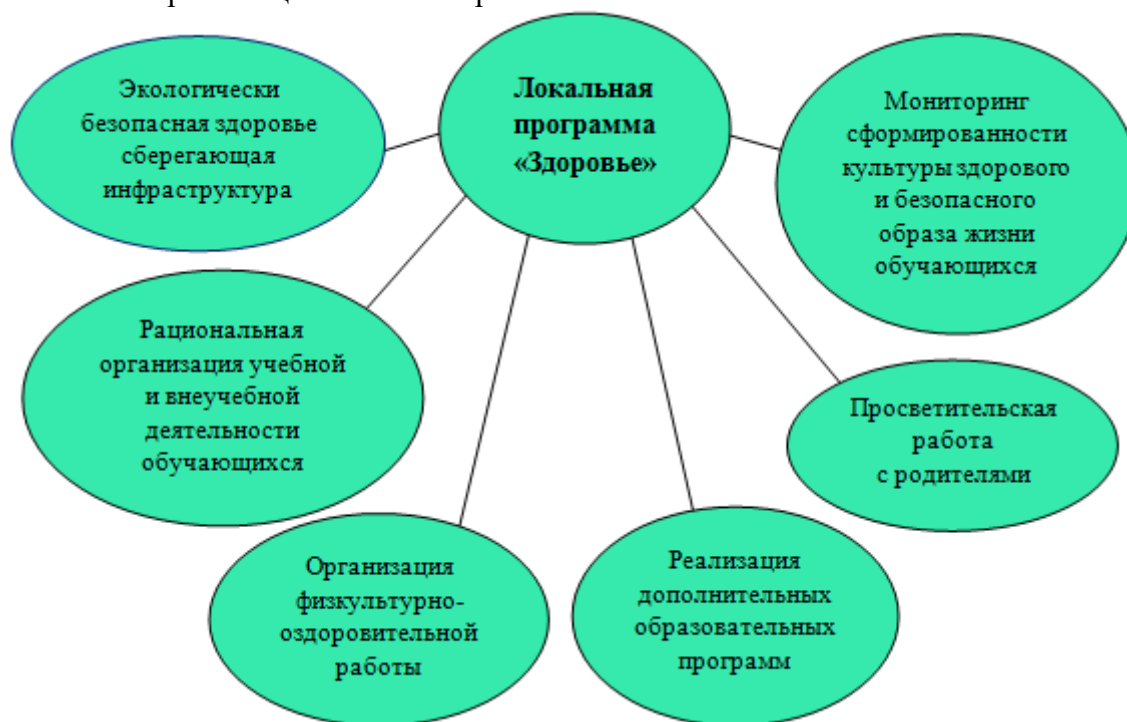 Локальная
программа
«Здоровье»
Экологически
безопасная здоровье
сберегающая
инфраструктура
Рациональная
организация учебной
и внеучебной
деятельности
обучающихся
Организация
физкультурно-
оздоровительной
работы
Реализация
дополнительных
образовательных
программ
Просветительская
работа
с родителями
Мониторинг
сформированности
культуры здорового
и безопасного
образа жизни
обучающихся